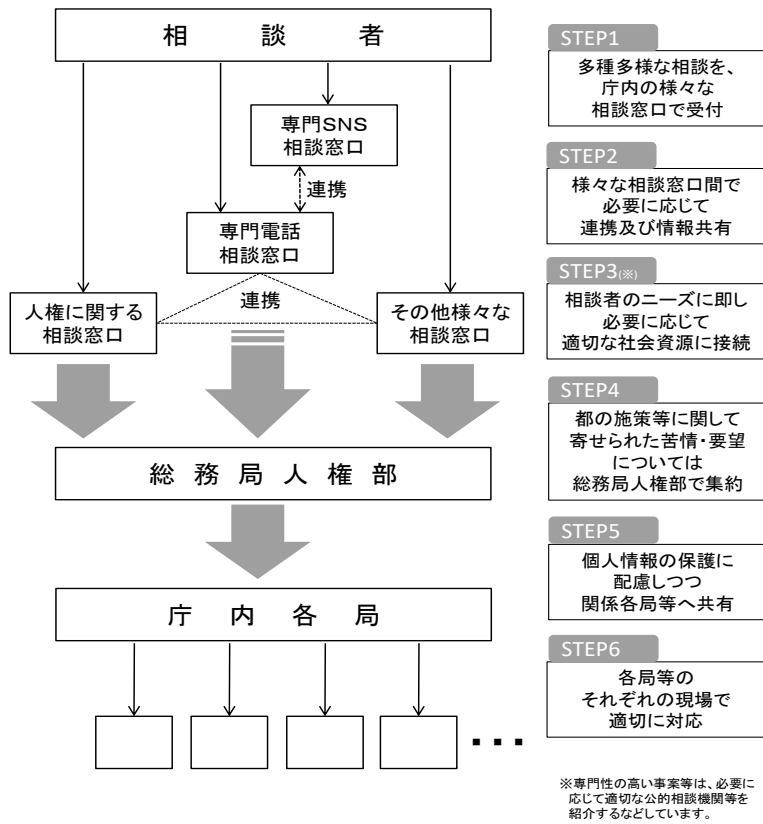 相談者
専門SNS
相談窓口
連携
専門電話
相談窓口
連携
人権に関する
相談窓口
その他様々な
相談窓口
総務局人権部
庁内各局
・・・
STEP1
多種多様な相談を、
庁内の様々な
相談窓口で受付
STEP2
様々な相談窓口間で
必要に応じて
連携及び情報共有
STEP3(※)
相談者のニーズに即し
必要に応じて
適切な社会資源に接続
STEP4
都の施策等に関して
寄せられた苦情・要望
については
総務局人権部で集約
STEP5
個人情報の保護に
配慮しつつ
関係各局等へ共有
STEP6
各局等の
それぞれの現場で
適切に対応
※専門性の高い事案等は、必要に
応じて適切な公的相談機関等を
紹介するなどしています。